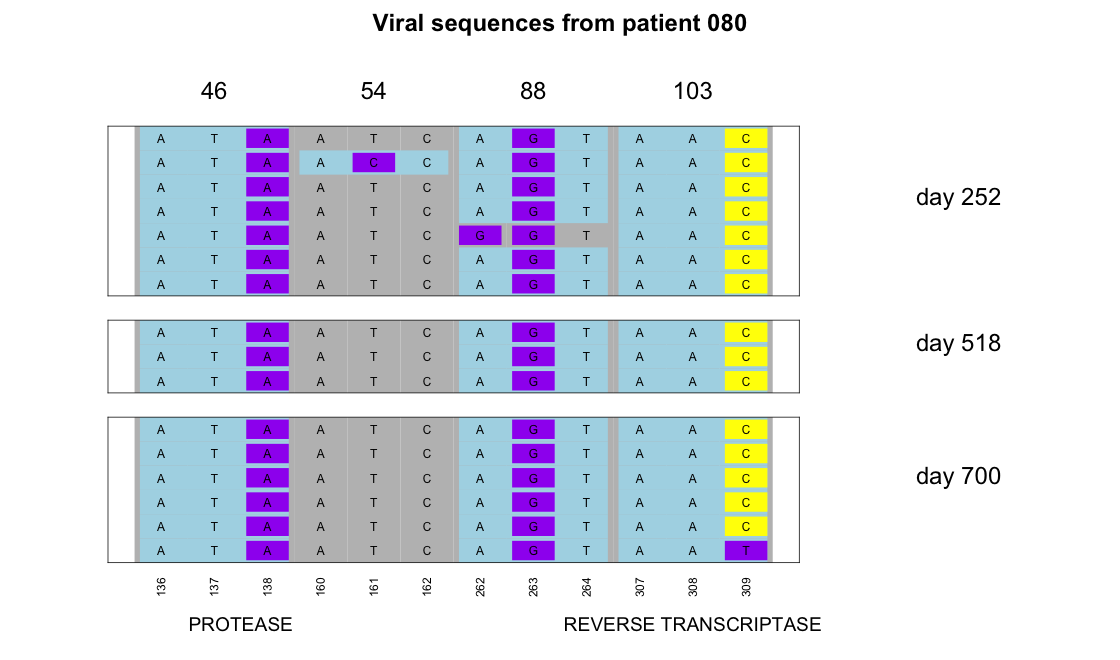 Viral sequences from patient 080
46 54 88 103
A T A A T C A G T A A C
A T A A C C A G T A A C
A T A A T C A G T A A C
A T A A T C A G T A A C
day 252
A T A A T C G G T A A C
A T A A T C A G T A A C
A T A A T C A G T A A C
A T A A T C A G T A A C
day 518
A T A A T C A G T A A C
A T A A T C A G T A A C
A T A A T C A G T A A C
A T A A T C A G T A A C
day 700
A T A A T C A G T A A C
A T A A T C A G T A A C
A T A A T C A G T A A C
A T A A T C A G T A A T
136 137 138 160 161 162 262 263 264 307 308 309
PROTEASE REVERSE TRANSCRIPTASE